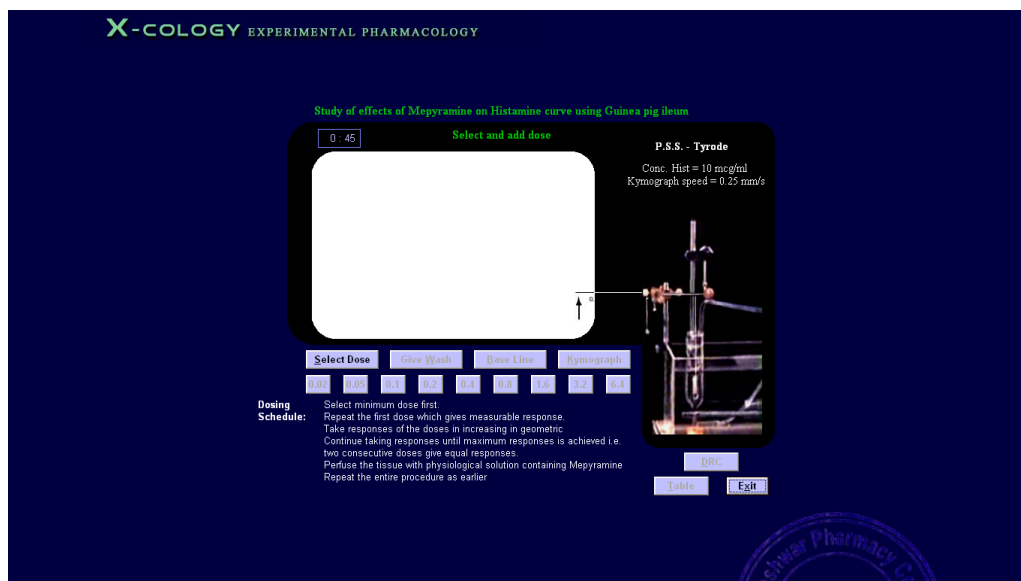 X-COLOGY EXPERIMENTAL PHARMACOLOGY
Study of effects of Mepyramine on Histamine curve using Guinea pig ileum
0 : 45
Select and add dose
P.S.S. - Tyrode
Conc. Hist = 10 mcg/ml
Kymograph speed = 0.25 mm/s
0.
Select Dose Give Wash Base Line Kymograph
0.02 0.05 0.1 0.2 0.4 0.8 1.6 3.2 6.4
Dosing Schedule:
Select minimum dose first.
Repeat the first dose which gives measurable response.
Take responses of the doses in increasing in geometric
Continue taking responses until maximum responses is achieved i.e.
two consecutive doses give equal responses.
Perfuse the tissue with physiological solution containing Mepyramine
Repeat the entire procedure as earlier
DRC
Table Exit
Pharmacy